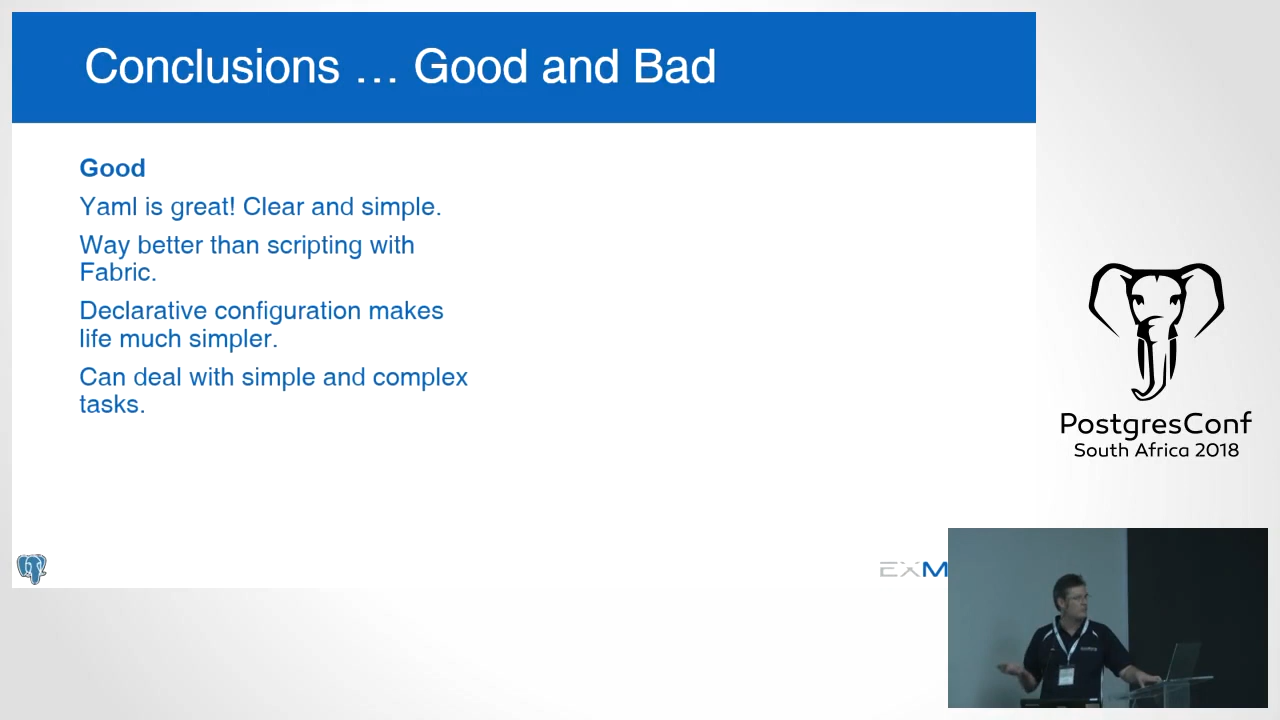 Conclusions … Good and Bad
Good
Yaml is great! Clear and simple.
Way better than scripting with
Fabric.
Declarative configuration makes
life much simpler.
Can deal with simple and complex
tasks.
EXM
PostgresConf
South Africa 2018